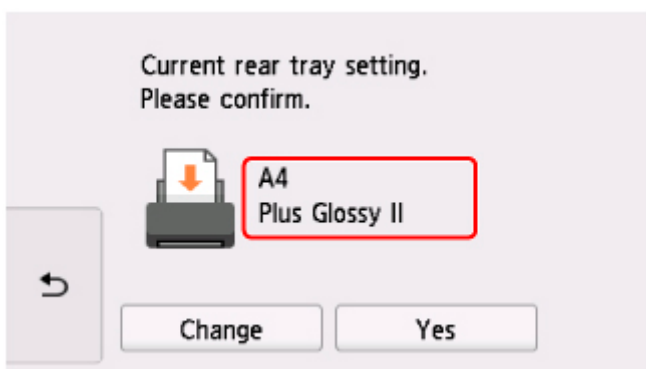 Current rear tray setting.
Please confirm.
A4
Plus Glossy II
Change
Yes